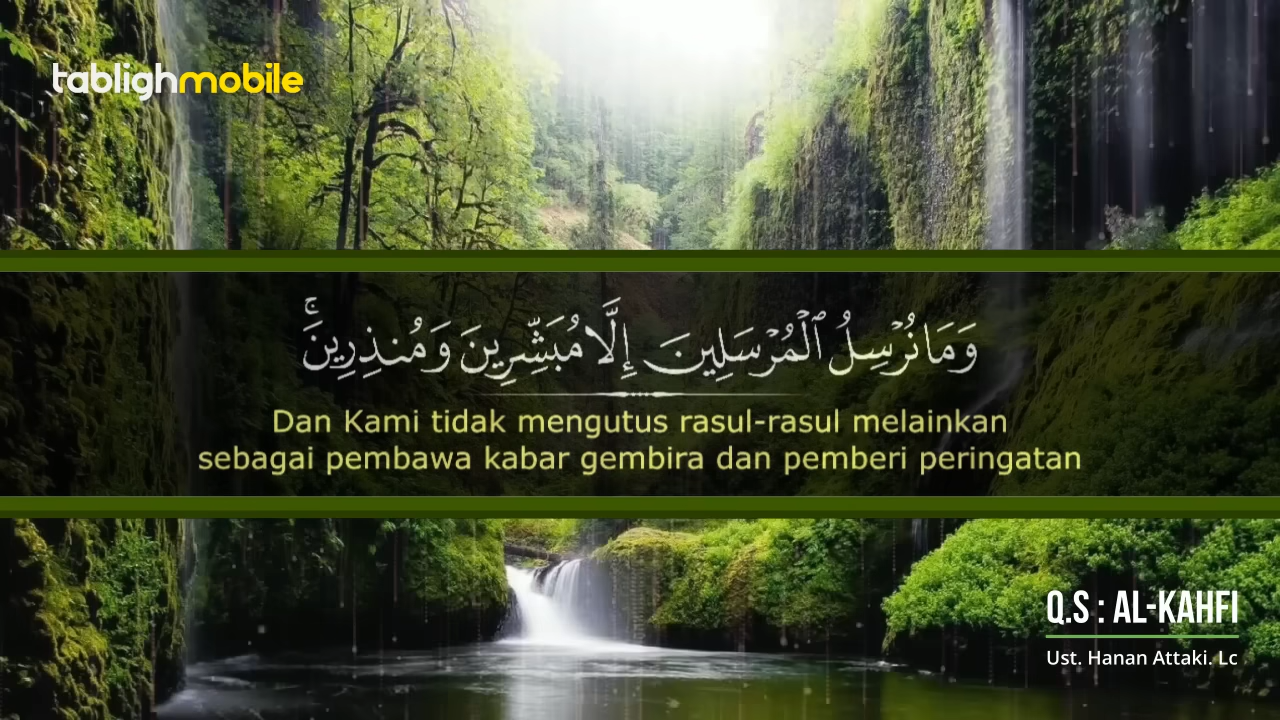 tablighmobile
وَمَا نُرْسِلُ ٱلْمُرْسَلِينَ إِلَّا مُبَشِّرِينَ وَمُنذِرِينَ ۚ
Dan Kami tidak mengutus rasul-rasul melainkan
sebagai pembawa kabar gembira dan pemberi peringatan
Q.S : AL-KAHFI
Ust. Hanan Attaki. Lc